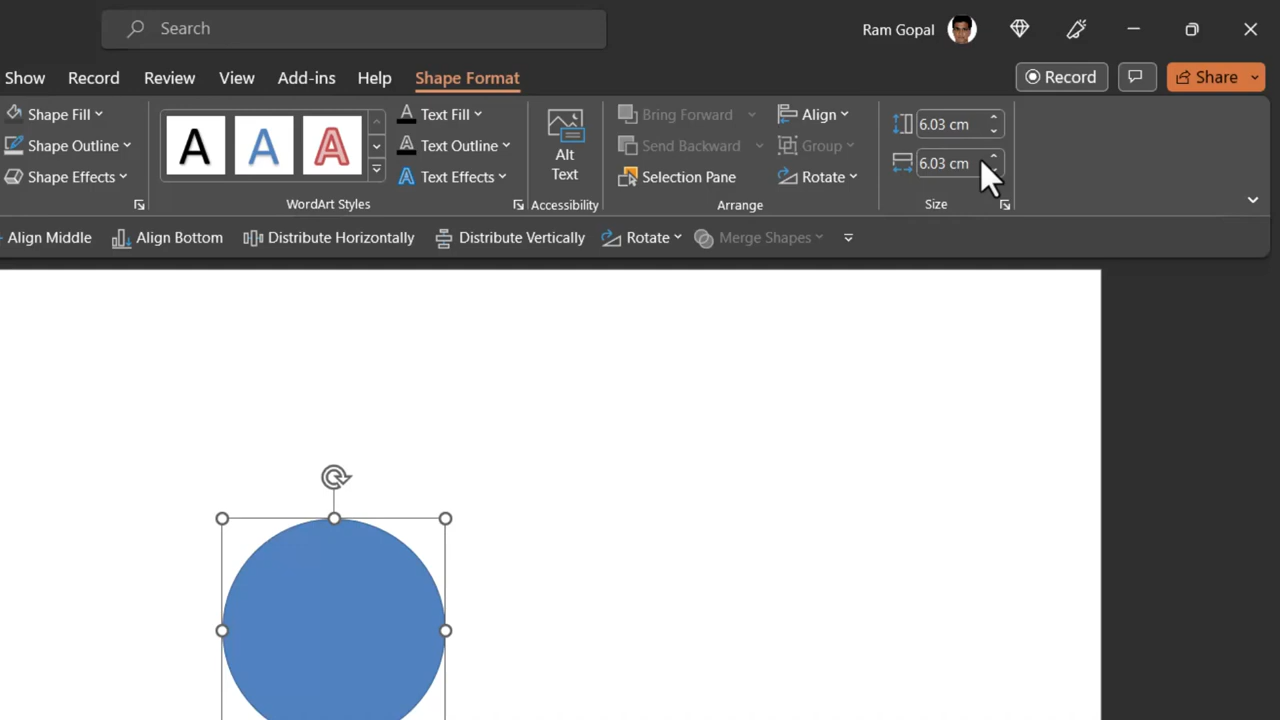 Search
Ram Gopal
Show Record Review View Add-ins Help Shape Format
Record
Share
Shape Fill
Shape Outline
Shape Effects
A A A
WordArt Styles
Text Fill
Text Outline
Text Effects
Alt
Text
Accessibility
Bring Forward
Send Backward
Selection Pane
Align
Group
Rotate
Arrange
6.03 cm
6.03 cm
Size
Align Middle Align Bottom Distribute Horizontally Distribute Vertically Rotate Merge Shapes